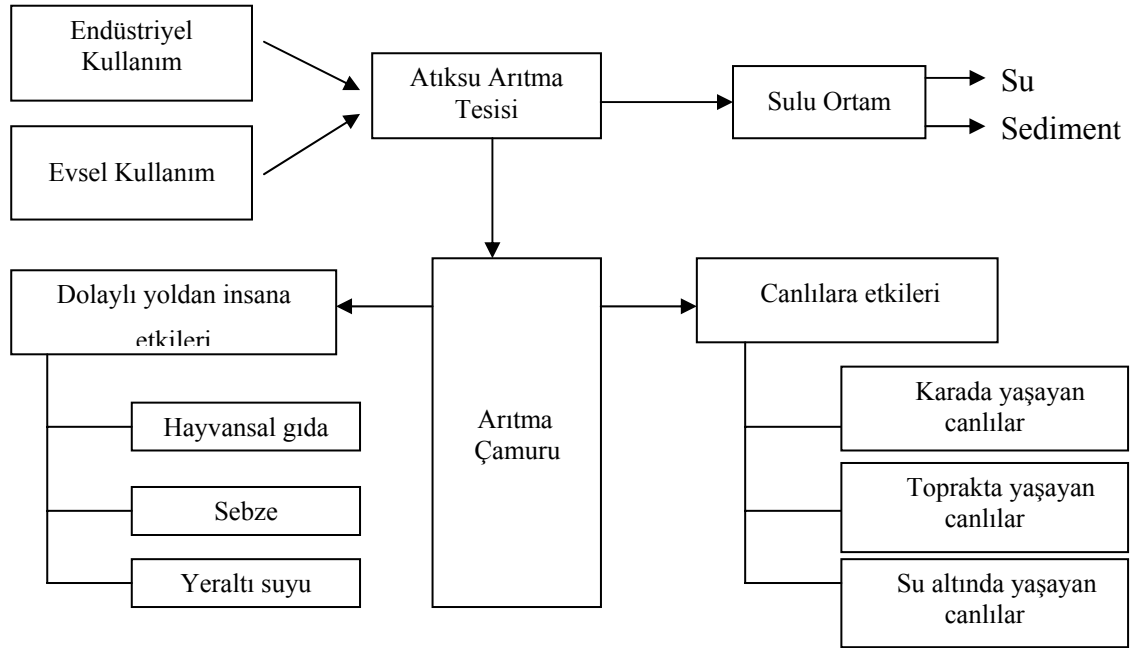 Endüstriyel
Kullanım
Atıksu Arıtma
Tesisi
Sulu Ortam
Su
Sediment
Evsel Kullanım
Dolaylı yoldan insana
etkileri
Arıtma
Çamuru
Canlılara etkileri
Hayvansal gıda
Sebze
Yeraltı suyu
Karada yaşayan
canlılar
Toprakta yaşayan
canlılar
Su altında yaşayan
canlılar